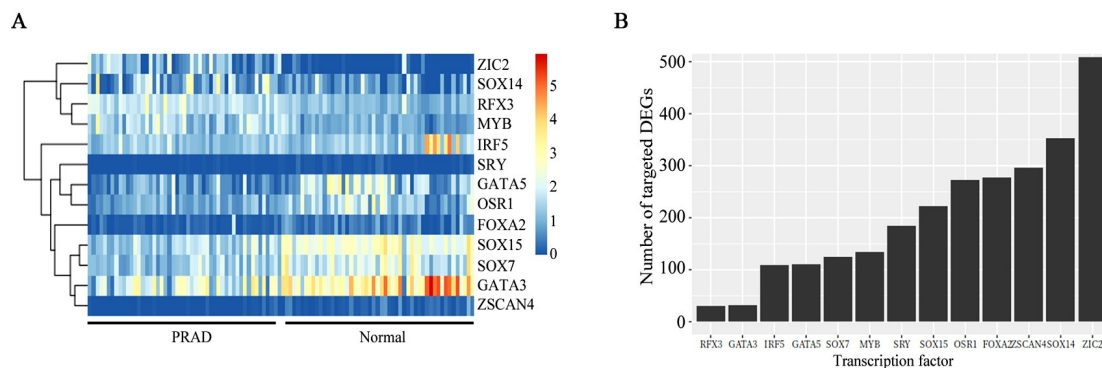 A
ZIC2
SOX14
RFX3
MYB
IRF5
SRY
GATA5
OSR1
FOXA2
SOX15
SOX7
GATA3
ZSCAN4
5
4
3
2
1
0
PRAD Normal
B
Number of targeted DEGs
500
400
300
200
100
0
RFX3 GATA3 IRF5 GATA5 SOX7 MYB SRY SOX15 OSR1 FOXA2 ZSCAN4 SOX14 ZIC2
Transcription factor